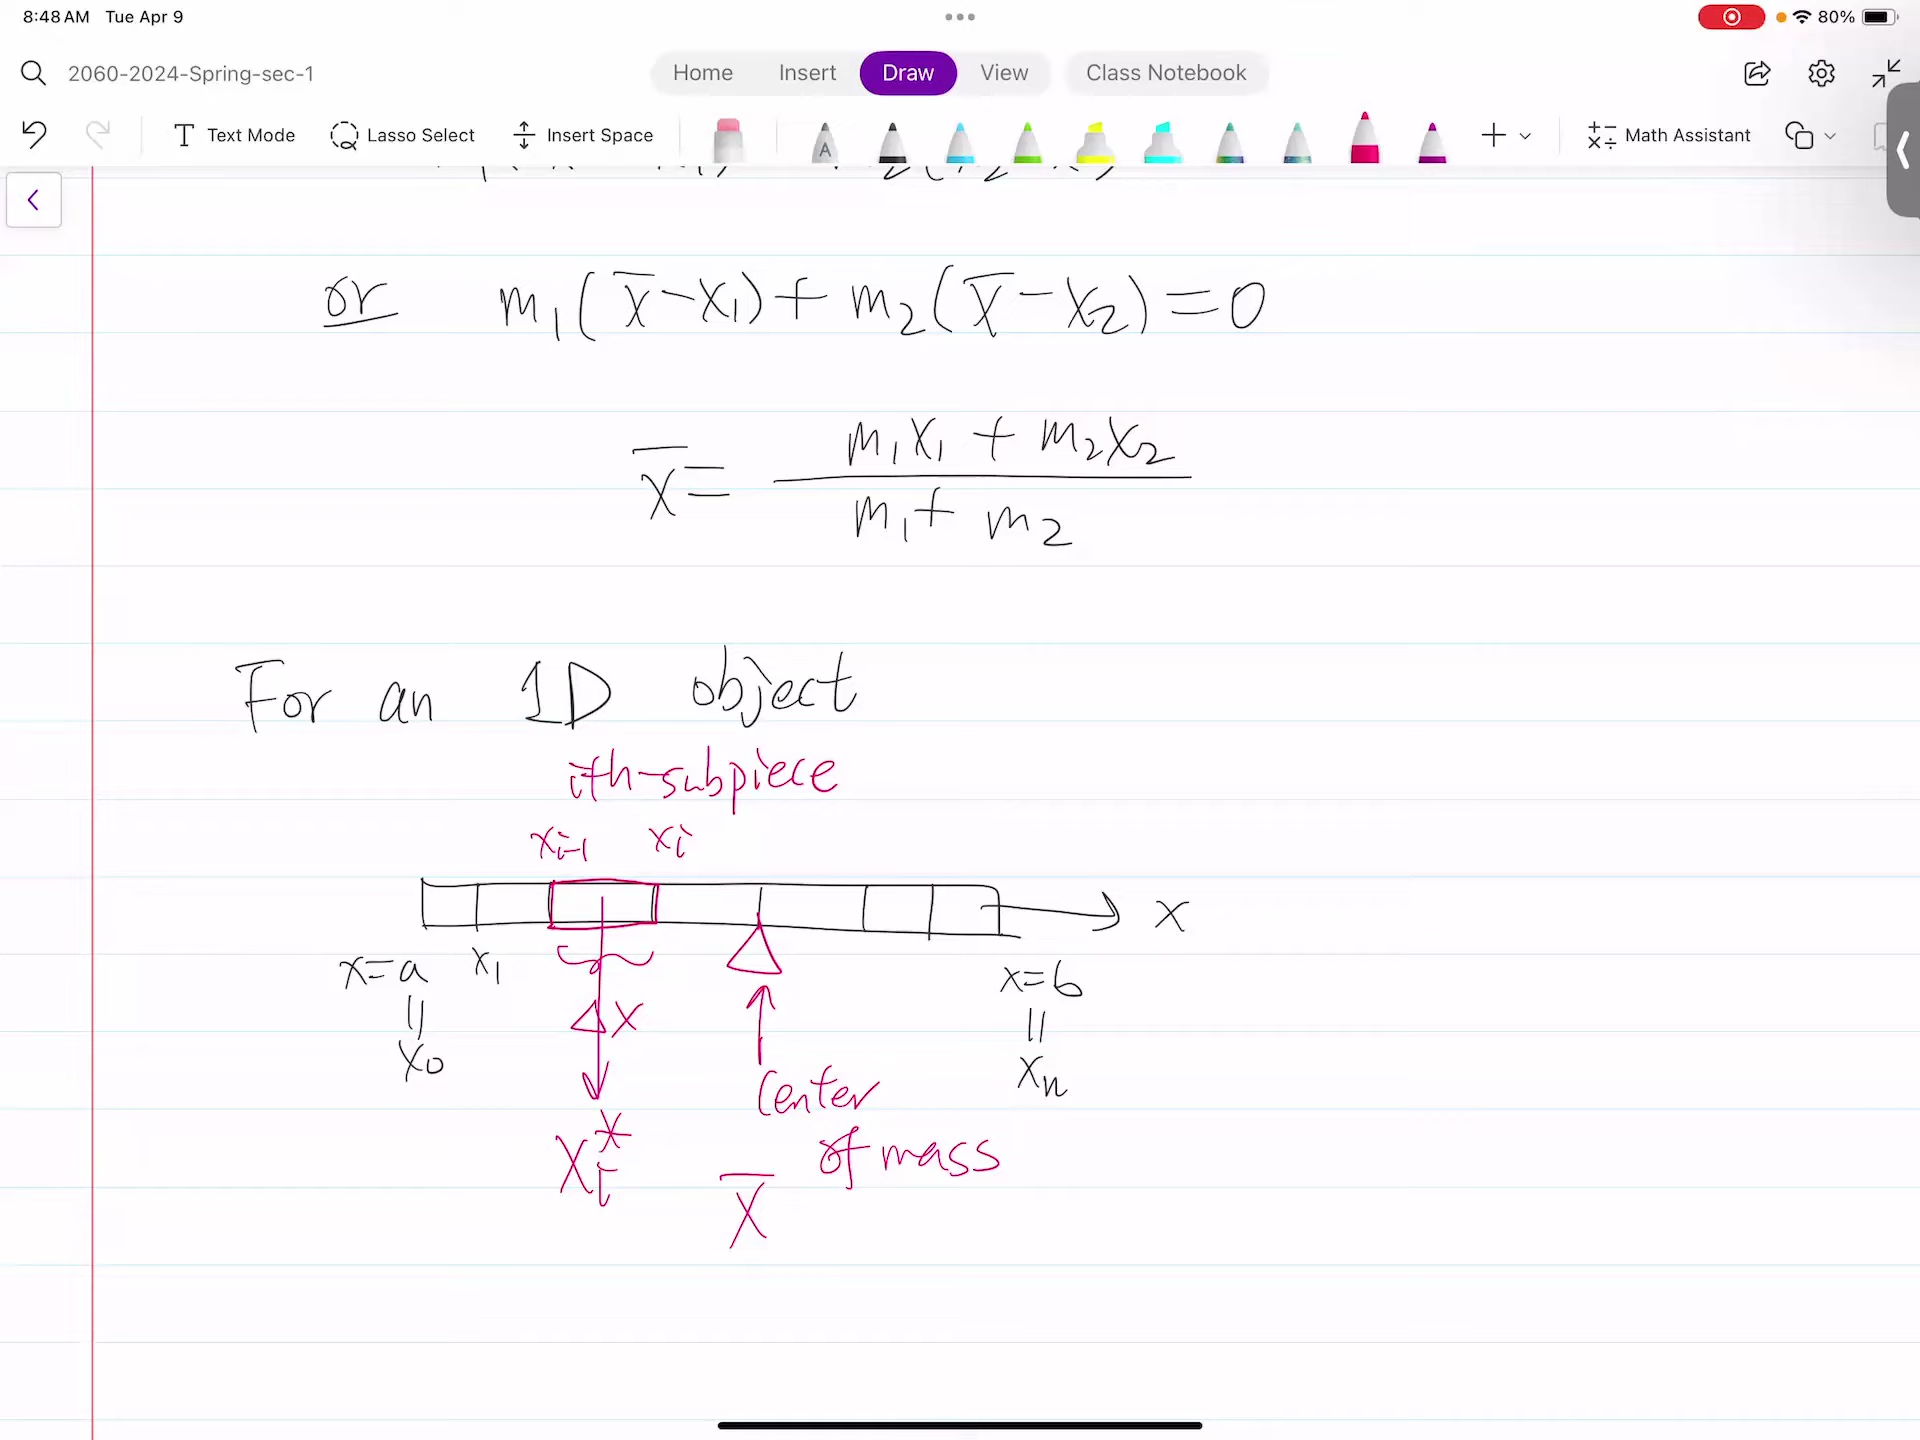 8:48 AM Tue Apr 9
80%
2060-2024-Spring-sec-1
Home Insert Draw View Class Notebook
Text Mode Lasso Select Insert Space A Math Assistant
or m₁(x̄-x₁)+m₂(x̄-x₂)=0
x̄= (m₁x₁ + m₂x₂)/(m₁+m₂)
For an 1D object
ith-subpiece
xᵢ₋₁ xᵢ
x
x=a x₁ x=b
|| Δx ||
x₀ xₙ
Center
of mass
xᵢ*
x̄